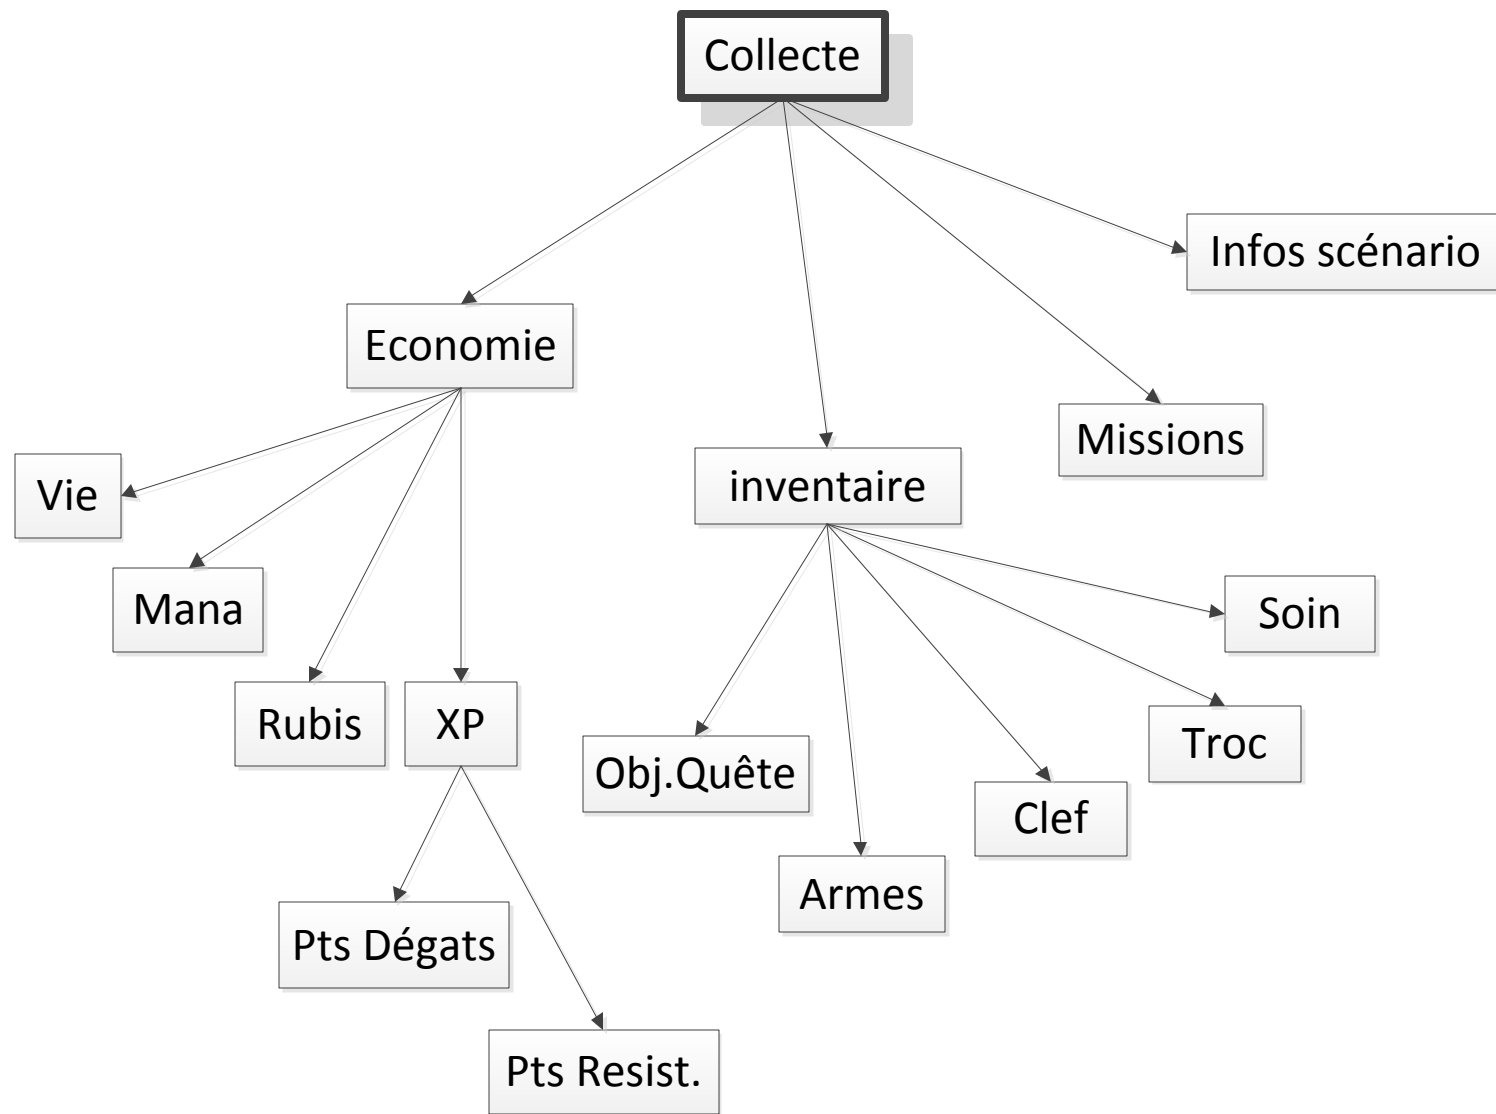 Collecte
Infos scénario
Economie
Missions
Vie
inventaire
Mana
Soin
Rubis
XP
Troc
Obj.Quête
Clef
Armes
Pts Dégats
Pts Resist.